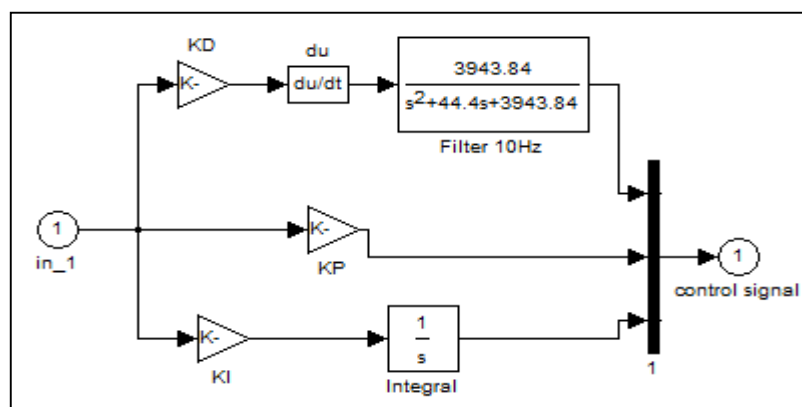 KD
K-
du
du/dt
3943.84
s²+44.4s+3943.84
Filter 10Hz
1
in_1
K-
KP
K-
KI
1
s
Integral
1
1
control signal